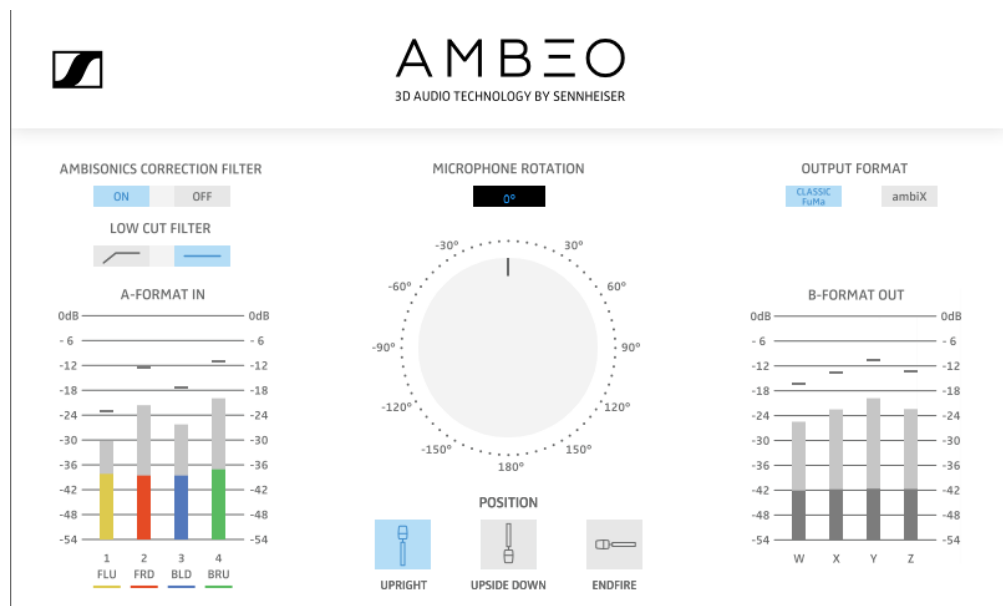 AMBEO
3D AUDIO TECHNOLOGY BY SENNHEISER
AMBISONICS CORRECTION FILTER
ON OFF
LOW CUT FILTER
A-FORMAT IN
0dB 0dB
- 6 - 6
-12 -12
-18 -18
-24 -24
-30 -30
-36 -36
-42 -42
-48 -48
-54 -54
1 2 3 4
FLU FRD BLD BRU
MICROPHONE ROTATION
0°
-30° 30°
-60° 60°
-90° 90°
-120° 120°
-150° 150°
180°
POSITION
UPRIGHT UPSIDE DOWN ENDFIRE
OUTPUT FORMAT
CLASSIC
FuMa
ambiX
B-FORMAT OUT
0dB 0dB
- 6 - 6
-12 -12
-18 -18
-24 -24
-30 -30
-36 -36
-42 -42
-48 -48
-54 -54
W X Y Z